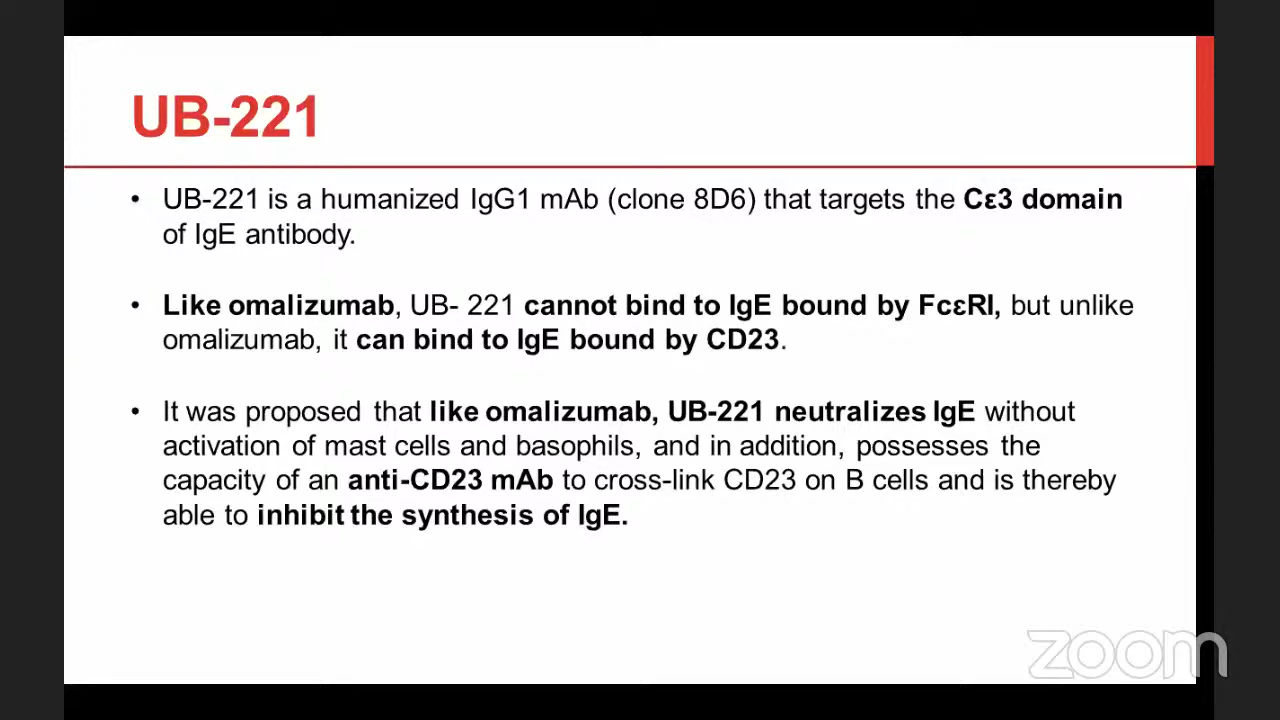 UB-221
• UB-221 is a humanized IgG1 mAb (clone 8D6) that targets the Cε3 domain
of IgE antibody.
• Like omalizumab, UB- 221 cannot bind to IgE bound by FcεRI, but unlike
omalizumab, it can bind to IgE bound by CD23.
• It was proposed that like omalizumab, UB-221 neutralizes IgE without
activation of mast cells and basophils, and in addition, possesses the
capacity of an anti-CD23 mAb to cross-link CD23 on B cells and is thereby
able to inhibit the synthesis of IgE.
zoom